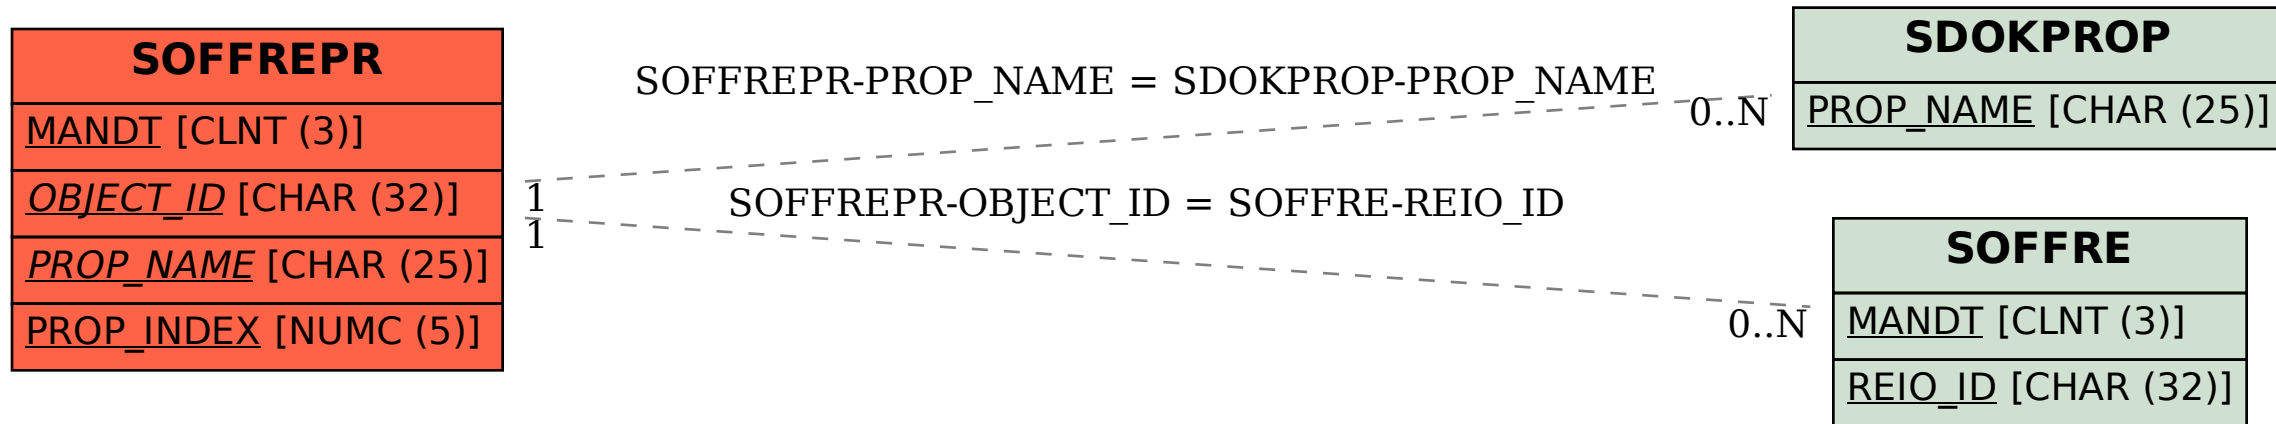 SOFFREPR
MANDT [CLNT (3)]
OBJECT_ID [CHAR (32)]
PROP_NAME [CHAR (25)]
PROP_INDEX [NUMC (5)]
SOFFREPR-PROP_NAME = SDOKPROP-PROP_NAME
0..N
1
SOFFREPR-OBJECT_ID = SOFFRE-REIO_ID
1
0..N
SDOKPROP
PROP_NAME [CHAR (25)]
SOFFRE
MANDT [CLNT (3)]
REIO_ID [CHAR (32)]